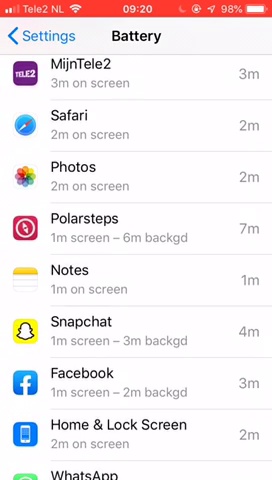 Tele2 NL 09:20 98%
Settings Battery
TELE2 MijnTele2 3m
3m on screen
Safari 2m
2m on screen
Photos 2m
2m on screen
Polarsteps 7m
1m screen – 6m backgd
Notes 1m
1m on screen
Snapchat 4m
1m screen – 3m backgd
Facebook 3m
1m screen – 2m backgd
Home & Lock Screen 2m
2m on screen
WhatsApp